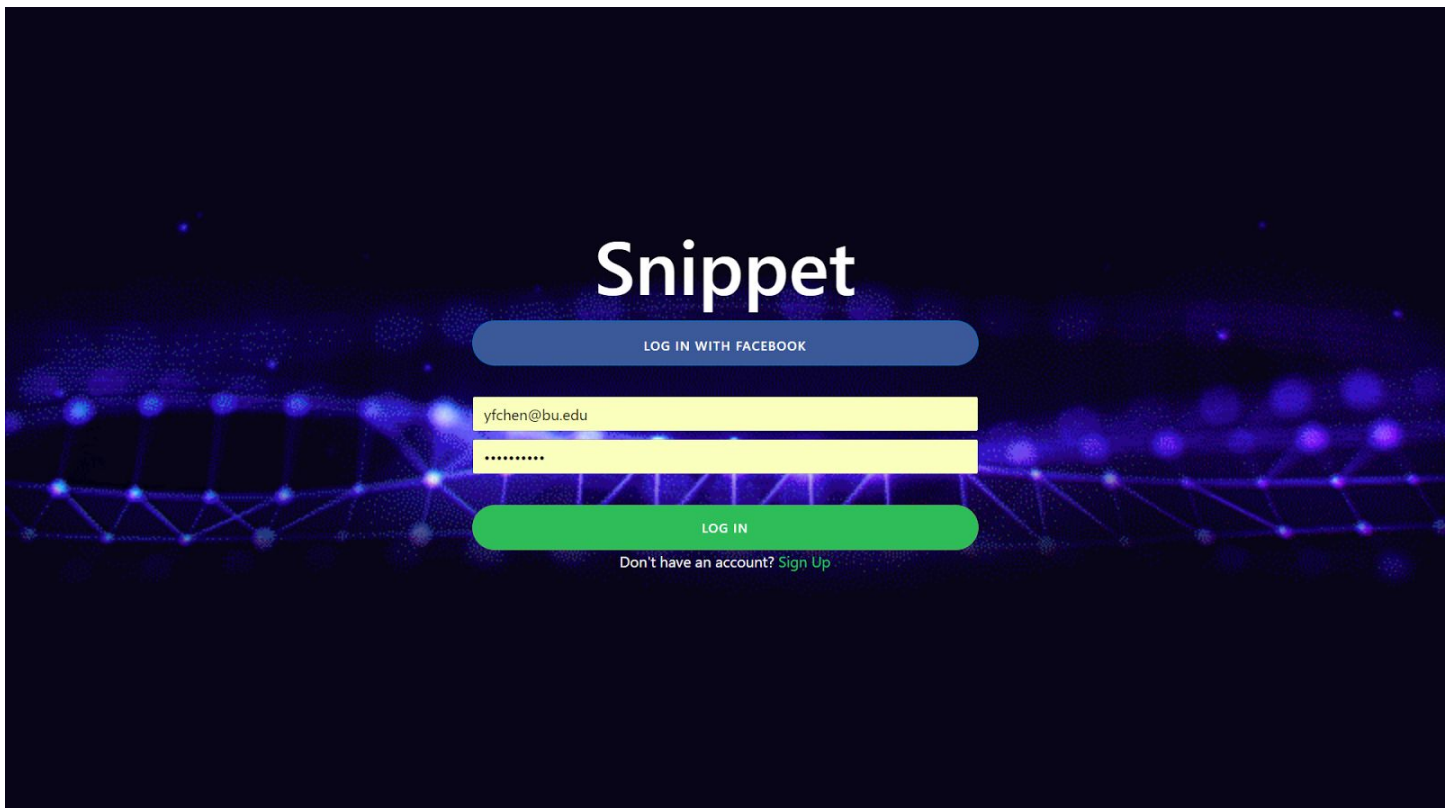 Snippet
LOG IN WITH FACEBOOK
yfchen@bu.edu
••••••••••
LOG IN
Don't have an account? Sign Up